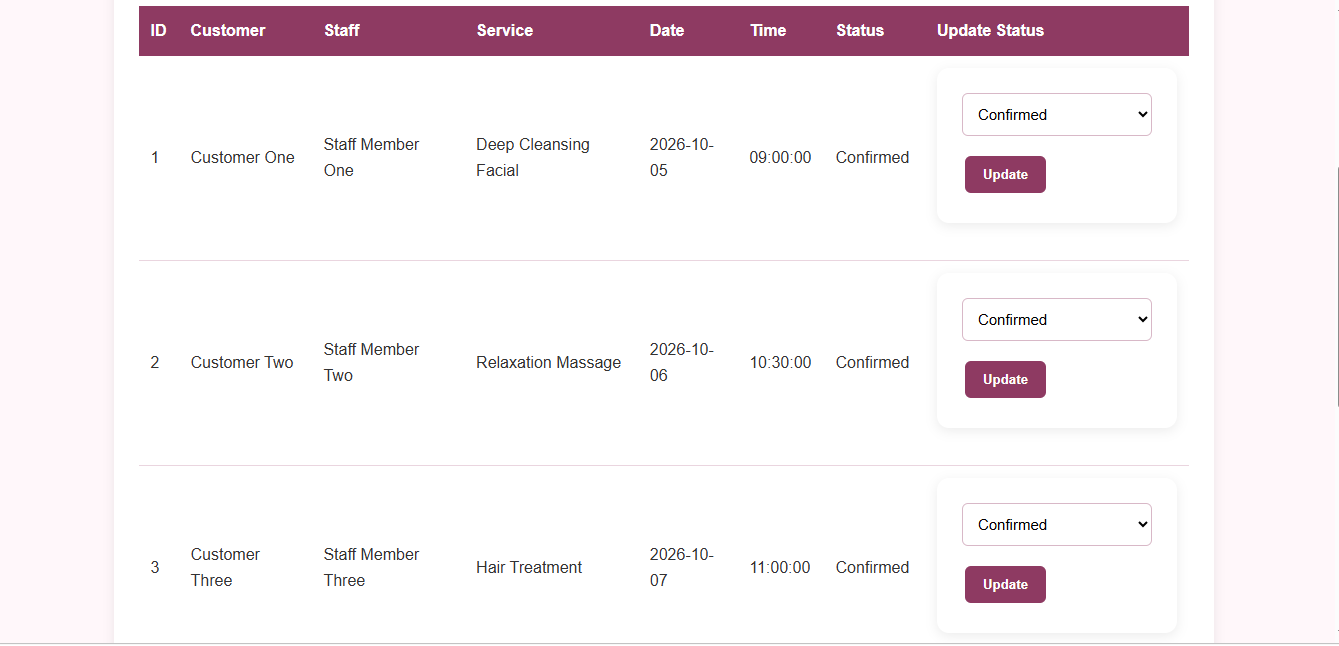 ID Customer Staff Service Date Time Status Update Status
Confirmed
1 Customer One Staff Member One Deep Cleansing Facial 2026-10-05 09:00:00 Confirmed
Update
Confirmed
2 Customer Two Staff Member Two Relaxation Massage 2026-10-06 10:30:00 Confirmed
Update
Confirmed
3 Customer Three Staff Member Three Hair Treatment 2026-10-07 11:00:00 Confirmed
Update